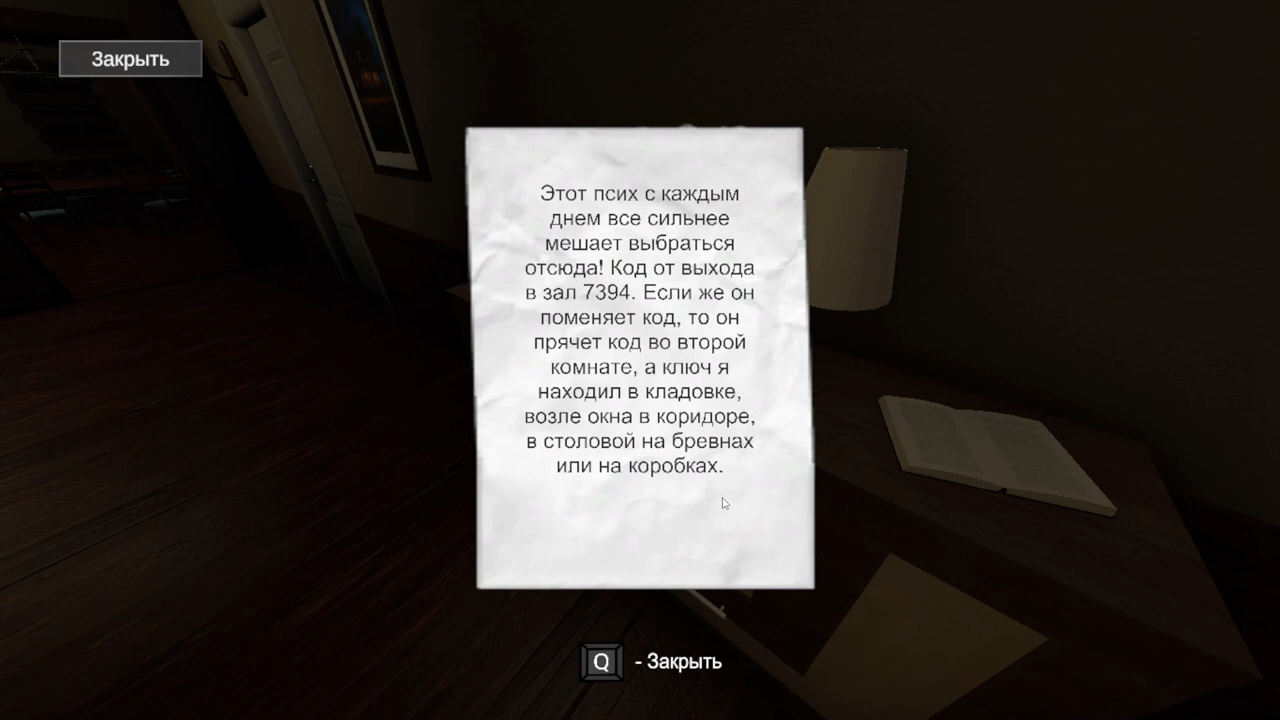 Закрыть
Этот псих с каждым
днем все сильнее
мешает выбраться
отсюда! Код от выхода
в зал 7394. Если же он
поменяет код, то он
прячет код во второй
комнате, а ключ я
находил в кладовке,
возле окна в коридоре,
в столовой на бревнах
или на коробках.
Q - Закрыть